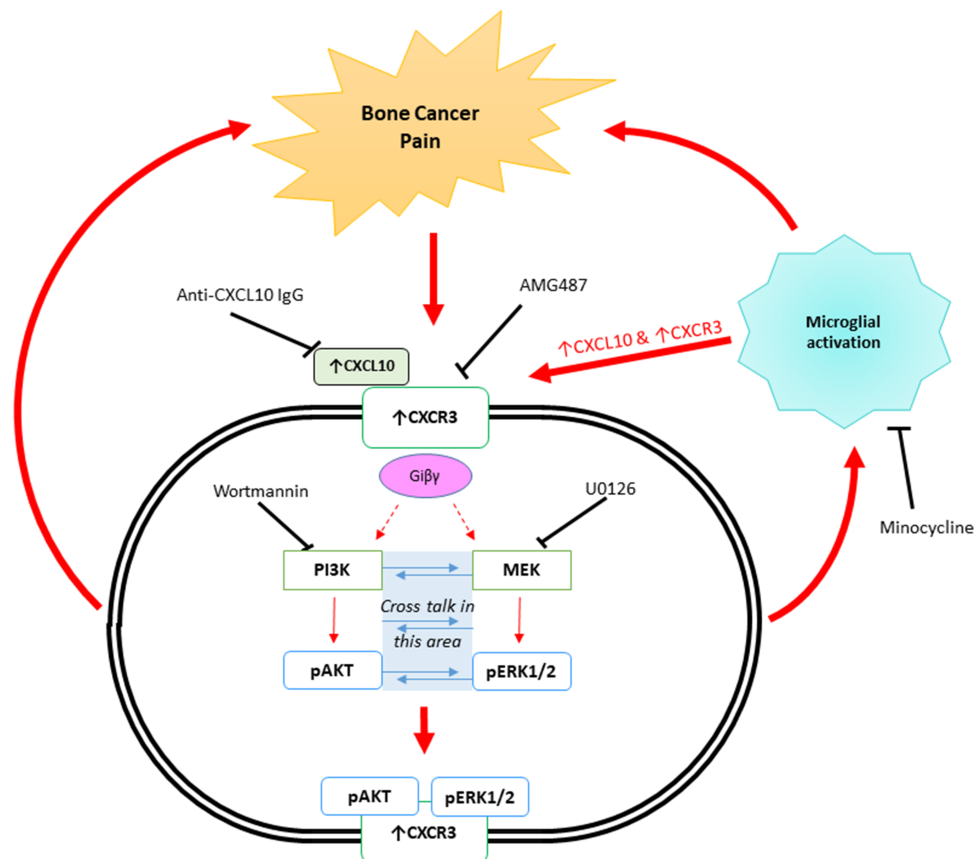 Bone Cancer
Pain
Anti-CXCL10 IgG
AMG487
↑CXCL10 & ↑CXCR3
Microglial
activation
↑CXCL10
↑CXCR3
Giβγ
Wortmannin
U0126
Minocycline
PI3K
MEK
Cross talk in
this area
pAKT
pERK1/2
pAKT
pERK1/2
↑CXCR3